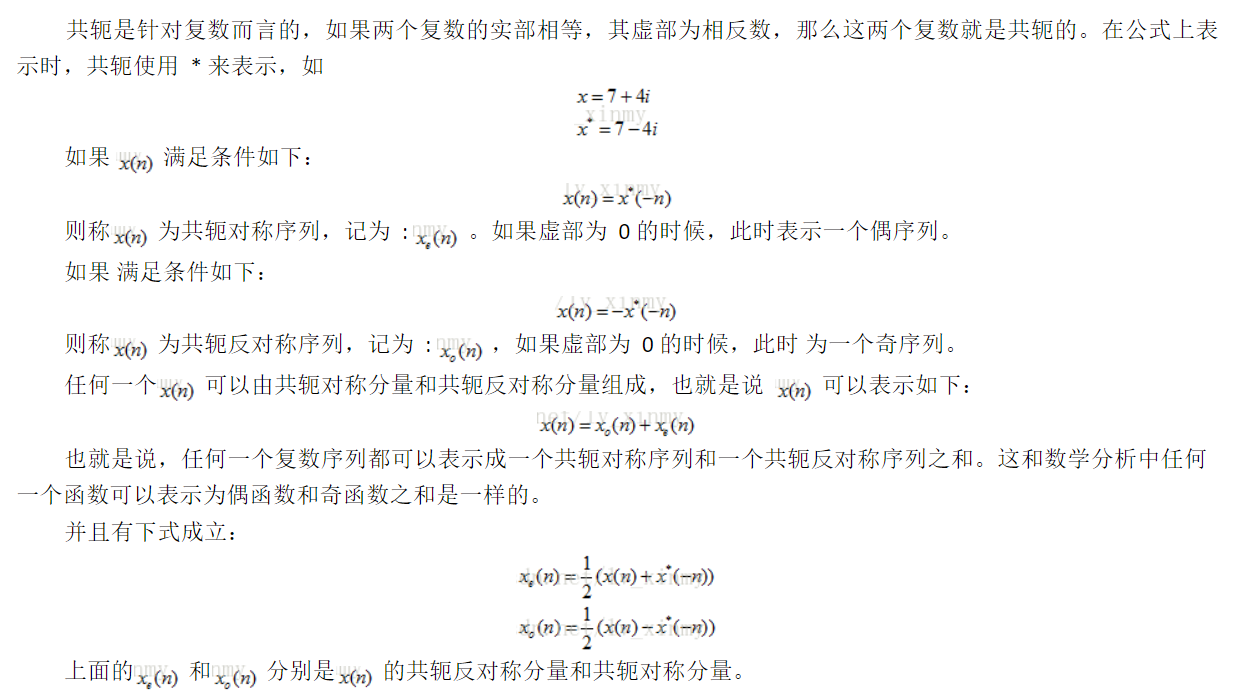 共轭是针对复数而言的，如果两个复数的实部相等，其虚部为相反数，那么这两个复数就是共轭的。在公式上表
示时，共轭使用 * 来表示，如
x = 7 + 4i
x* = 7 − 4i
如果 x(n) 满足条件如下：
x(n) = x*(−n)
则称 x(n) 为共轭对称序列，记为：xe(n) 。如果虚部为 0 的时候，此时表示一个偶序列。
如果 满足条件如下：
x(n) = −x*(−n)
则称 x(n) 为共轭反对称序列，记为：xo(n) ，如果虚部为 0 的时候，此时 为一个奇序列。
任何一个 x(n) 可以由共轭对称分量和共轭反对称分量组成，也就是说 x(n) 可以表示如下：
x(n) = xo(n) + xe(n)
也就是说，任何一个复数序列都可以表示成一个共轭对称序列和一个共轭反对称序列之和。这和数学分析中任何
一个函数可以表示为偶函数和奇函数之和是一样的。
并且有下式成立：
xe(n) = 1/2 (x(n) + x*(−n))
xo(n) = 1/2 (x(n) − x*(−n))
上面的 xe(n) 和 xo(n) 分别是 x(n) 的共轭反对称分量和共轭对称分量。